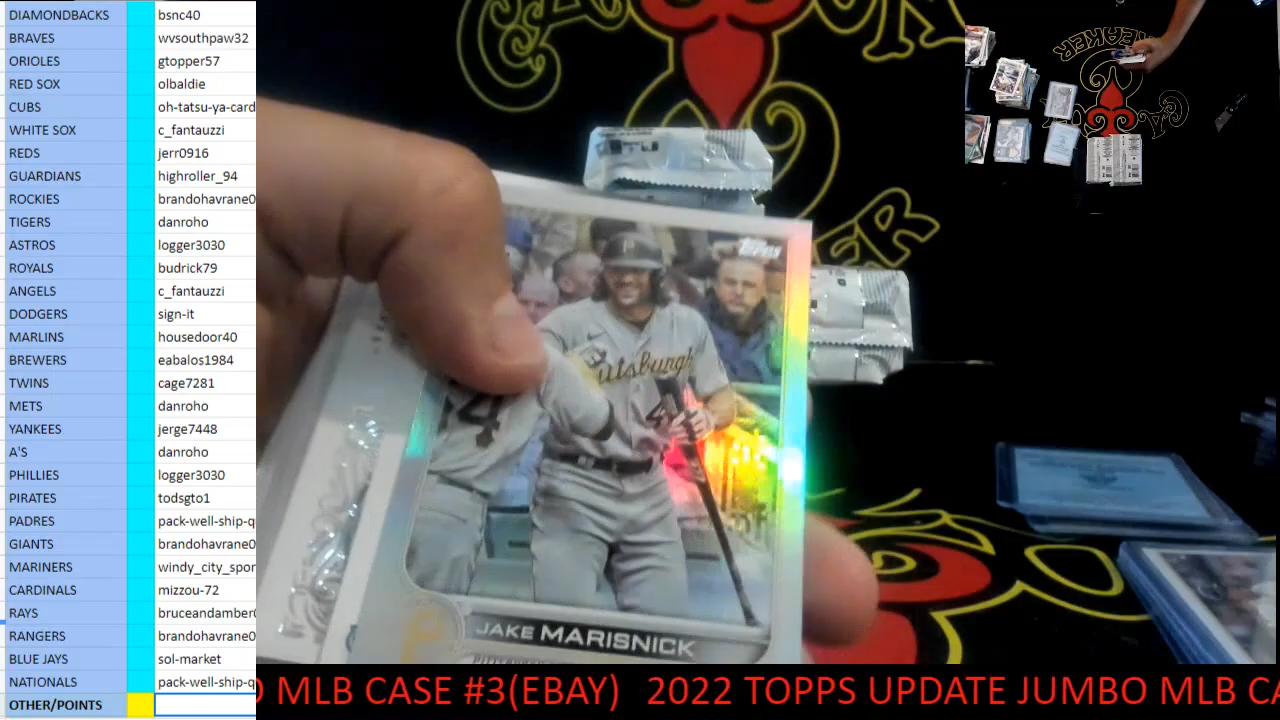 DIAMONDBACKS bsnc40
BRAVES wvsouthpaw32
ORIOLES gtopper57
RED SOX olbaldie
CUBS oh-tatsu-ya-card
WHITE SOX c_fantauzzi
REDS jerr0916
GUARDIANS highroller_94
ROCKIES brandohavrane0
TIGERS danroho
ASTROS logger3030
ROYALS budrick79
ANGELS c_fantauzzi
DODGERS sign-it
MARLINS housedoor40
BREWERS eabalos1984
TWINS cage7281
METS danroho
YANKEES jerge7448
A'S danroho
PHILLIES logger3030
PIRATES todsgto1
PADRES pack-well-ship-q
GIANTS brandohavrane0
MARINERS windy_city_spor
CARDINALS mizzou-72
RAYS bruceandamber
RANGERS brandohavrane0
BLUE JAYS sol-market
NATIONALS pack-well-ship-q
OTHER/POINTS
Topps
Pittsburgh
4
JAKE MARISNICK
MLB CASE #3(EBAY) 2022 TOPPS UPDATE JUMBO MLB CA